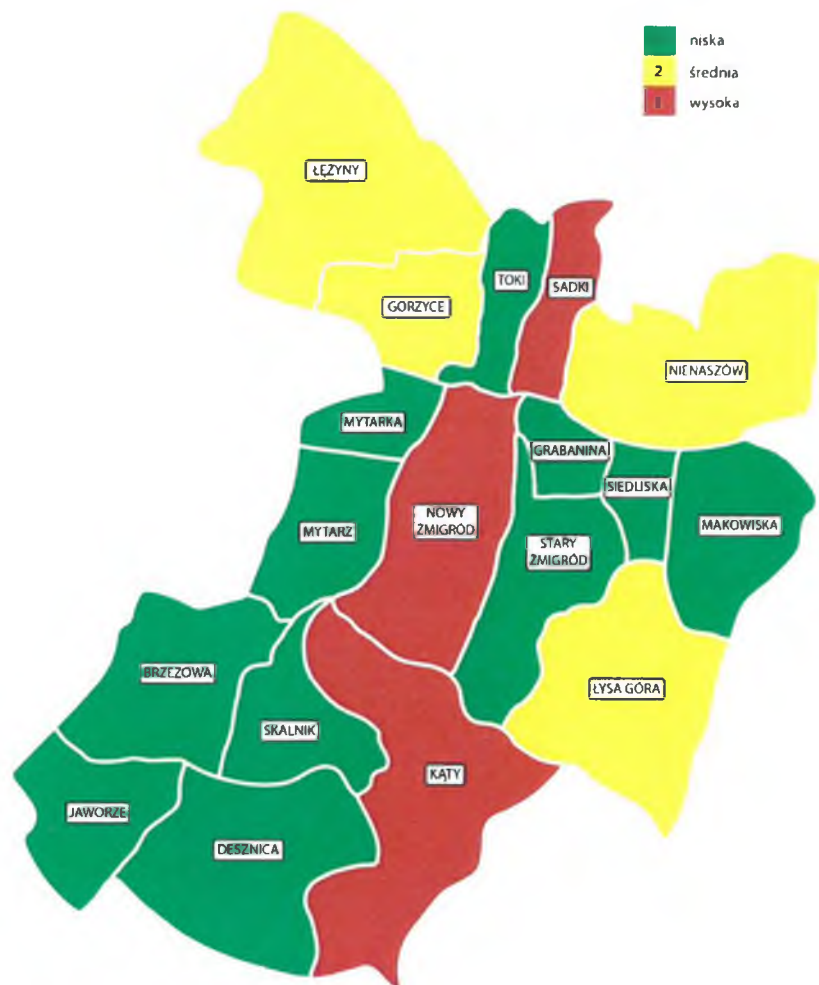 niska
2 średnia
wysoka
ŁĘŻYNY
TOKI
SADKI
GORZYCE
NIENASZÓW
MYTARKA
GRABANINA
SIEDLISKA
NOWY
ŻMIGRÓD
MAKOWISKA
MYTARZ
STARY
ŻMIGRÓD
BRZEZOWA
ŁYSA GÓRA
SKALNIK
KĄTY
JAWORZE
DESZNICA